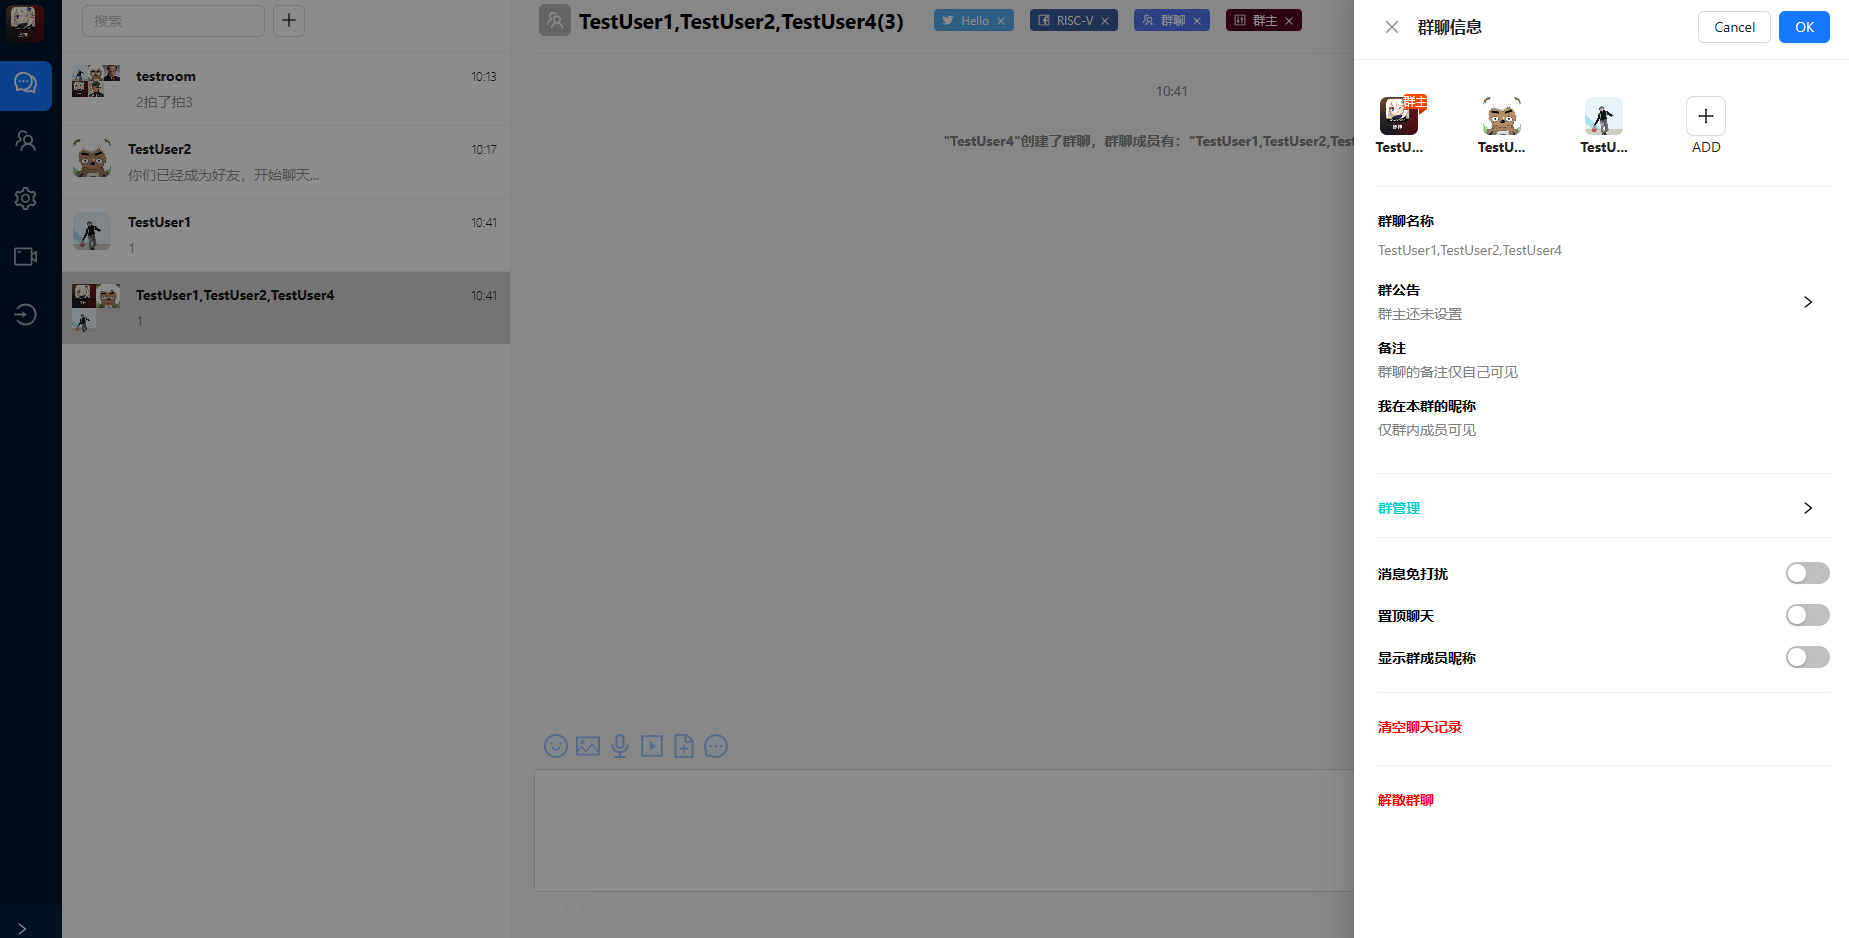 搜索
testroom
10:13
2拍了拍3
TestUser2
10:17
你们已经成为好友，开始聊天...
TestUser1
10:41
1
TestUser1,TestUser2,TestUser4
10:41
1
TestUser1,TestUser2,TestUser4(3)
Hello
RISC-V
群聊
群主
10:41
"TestUser4"创建了群聊，群聊成员有："TestUser1,TestUser2,Test
群聊信息
Cancel
OK
群主
TestU...
TestU...
TestU...
ADD
群聊名称
TestUser1,TestUser2,TestUser4
群公告
群主还未设置
备注
群聊的备注仅自己可见
我在本群的昵称
仅群内成员可见
群管理
消息免打扰
置顶聊天
显示群成员昵称
清空聊天记录
解散群聊